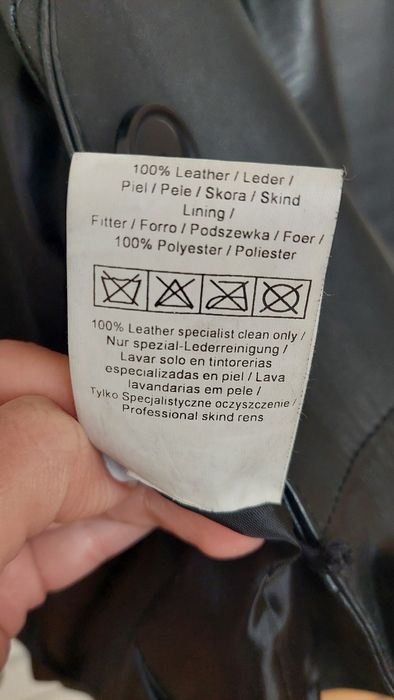 100% Leather / Leder /
Piel / Pele / Skora / Skind
Lining /
Fitter / Forro / Podszewka / Foer /
100% Polyester / Poliester
100% Leather specialist clean only /
Nur spezial-Lederreinigung /
Lavar solo en tintorerias
especializadas en piel / Lava
lavandarias em pele /
Tylko Specjalistyczne oczyszczenie /
Professional skind rens